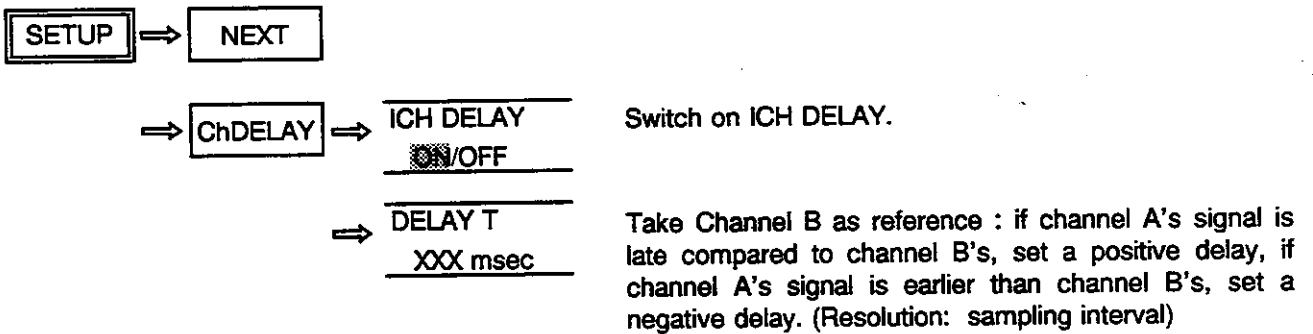 SETUP ⇒ NEXT
⇒ ChDELAY ⇒ ICH DELAY
ON/OFF
Switch on ICH DELAY.
⇒ DELAY T
XXX msec
Take Channel B as reference : if channel A's signal is
late compared to channel B's, set a positive delay, if
channel A's signal is earlier than channel B's, set a
negative delay. (Resolution: sampling interval)